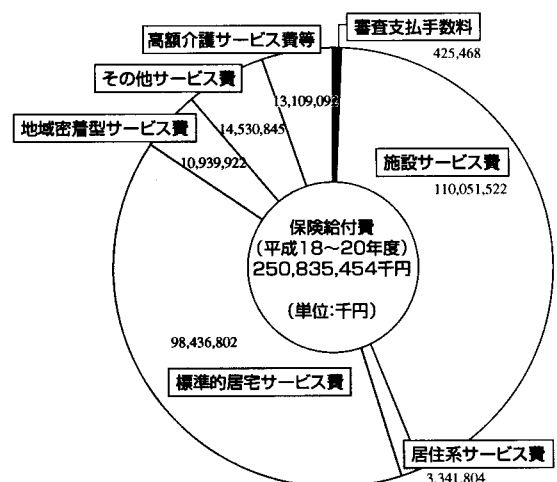 審査支払手数料
425,468
高額介護サービス費等
13,109,092
その他サービス費
14,530,845
地域密着型サービス費
10,939,922
施設サービス費
110,051,522
保険給付費
(平成18~20年度)
250,835,454千円
(単位:千円)
98,436,802
標準的居宅サービス費
居住系サービス費
3,341,804